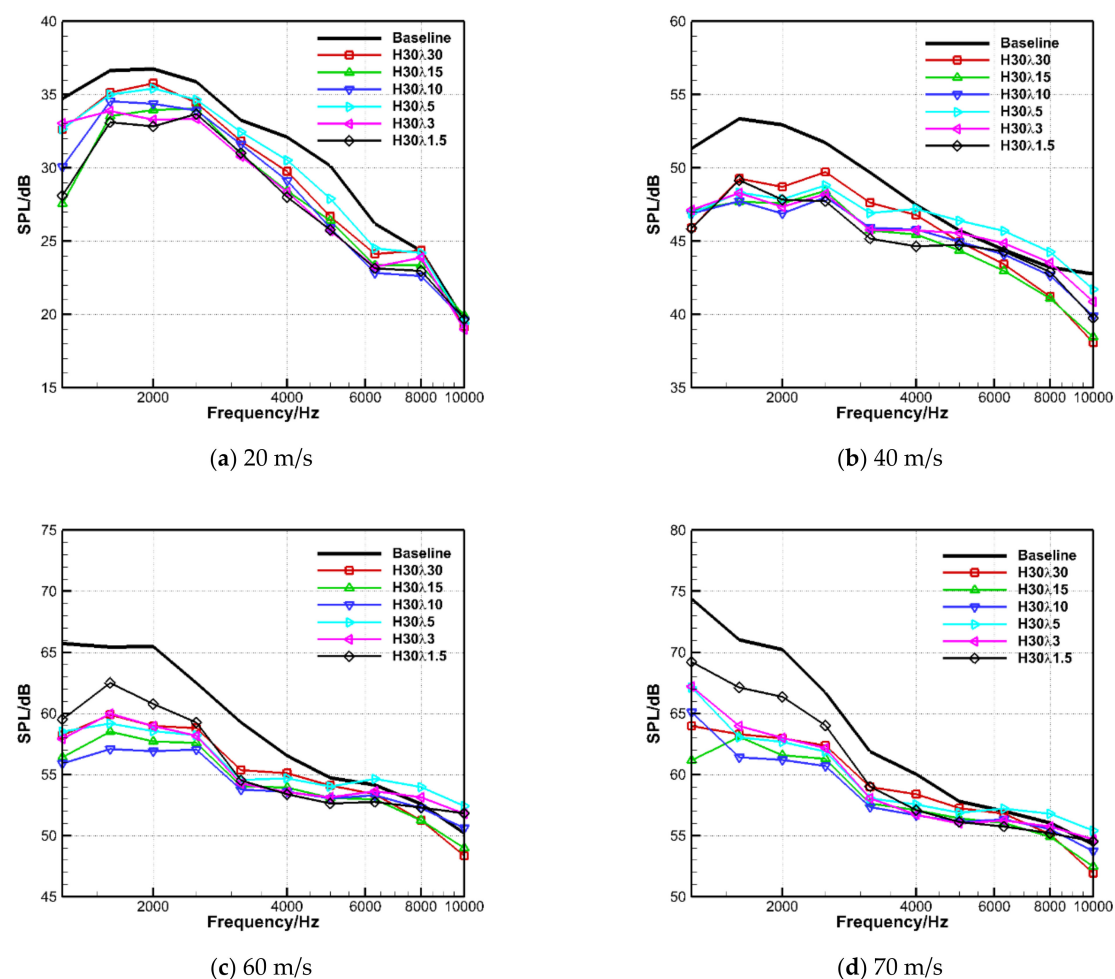 40
35
30
25
20
15
SPL/dB
Baseline
H30λ30
H30λ15
H30λ10
H30λ5
H30λ3
H30λ1.5
2000 4000 6000 8000 10000
Frequency/Hz
(a) 20 m/s
60
55
50
45
40
35
SPL/dB
Baseline
H30λ30
H30λ15
H30λ10
H30λ5
H30λ3
H30λ1.5
2000 4000 6000 8000 10000
Frequency/Hz
(b) 40 m/s
75
70
65
60
55
50
45
SPL/dB
Baseline
H30λ30
H30λ15
H30λ10
H30λ5
H30λ3
H30λ1.5
2000 4000 6000 8000 10000
Frequency/Hz
(c) 60 m/s
80
75
70
65
60
55
50
SPL/dB
Baseline
H30λ30
H30λ15
H30λ10
H30λ5
H30λ3
H30λ1.5
2000 4000 6000 8000 10000
Frequency/Hz
(d) 70 m/s